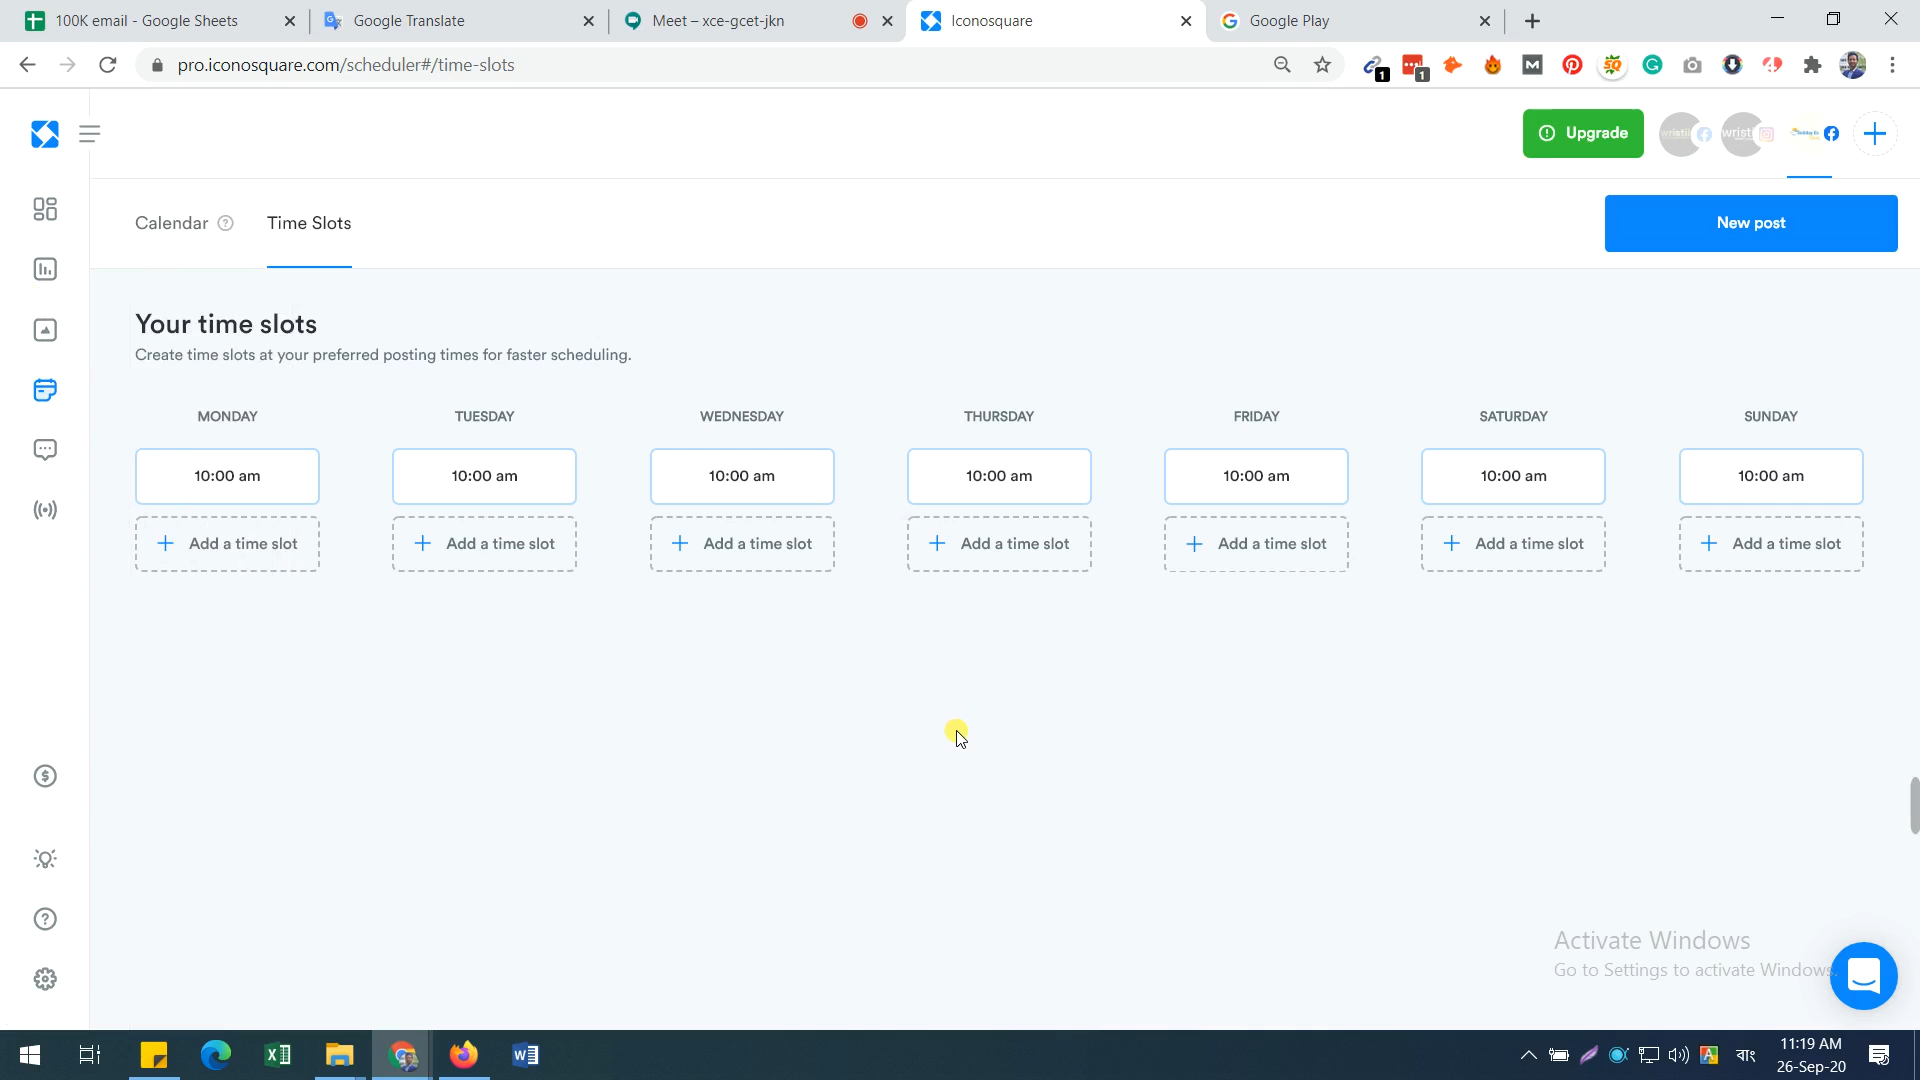 100K email - Google Sheets
Google Translate
Meet – xce-gcet-jkn
Iconosquare
Google Play
pro.iconosquare.com/scheduler#/time-slots
1
1
Upgrade
Calendar
Time Slots
New post
Your time slots
Create time slots at your preferred posting times for faster scheduling.
MONDAY TUESDAY WEDNESDAY THURSDAY FRIDAY SATURDAY SUNDAY
10:00 am 10:00 am 10:00 am 10:00 am 10:00 am 10:00 am 10:00 am
Add a time slot Add a time slot Add a time slot Add a time slot Add a time slot Add a time slot Add a time slot
Activate Windows
Go to Settings to activate Windows.
বাং
11:19 AM
26-Sep-20